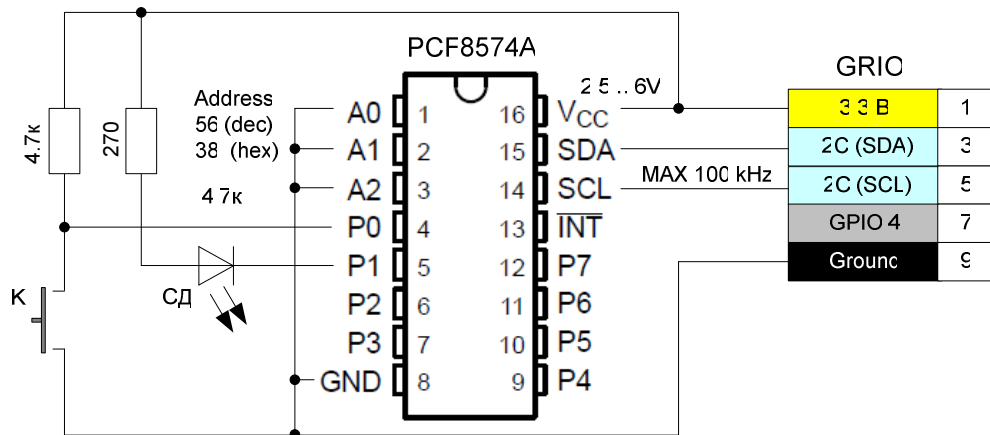 PCF8574A
GRIO
Address
56 (dec)
38 (hex)
4.7к
270
4 7к
2 5 .. 6V
MAX 100 kHz
A0 1 16 VCC
A1 2 15 SDA
A2 3 14 SCL
P0 4 13 INT
P1 5 12 P7
P2 6 11 P6
P3 7 10 P5
GND 8 9 P4
К
СД
3 3 В 1
2C (SDA) 3
2C (SCL) 5
GPIO 4 7
Ground 9